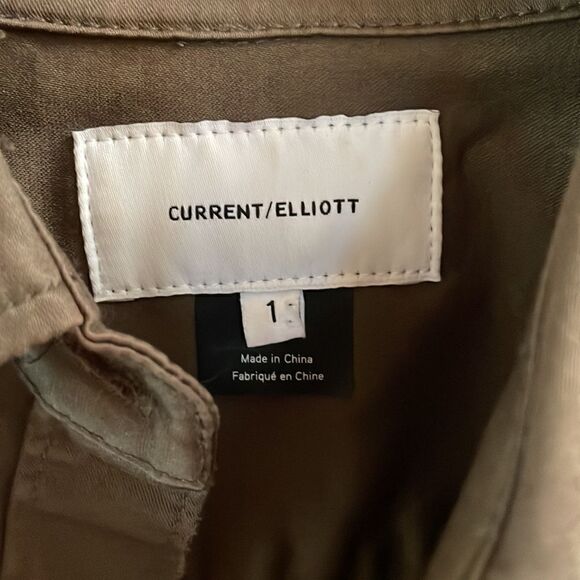 CURRENT/ELLIOTT
1
Made in China
Fabriqué en Chine